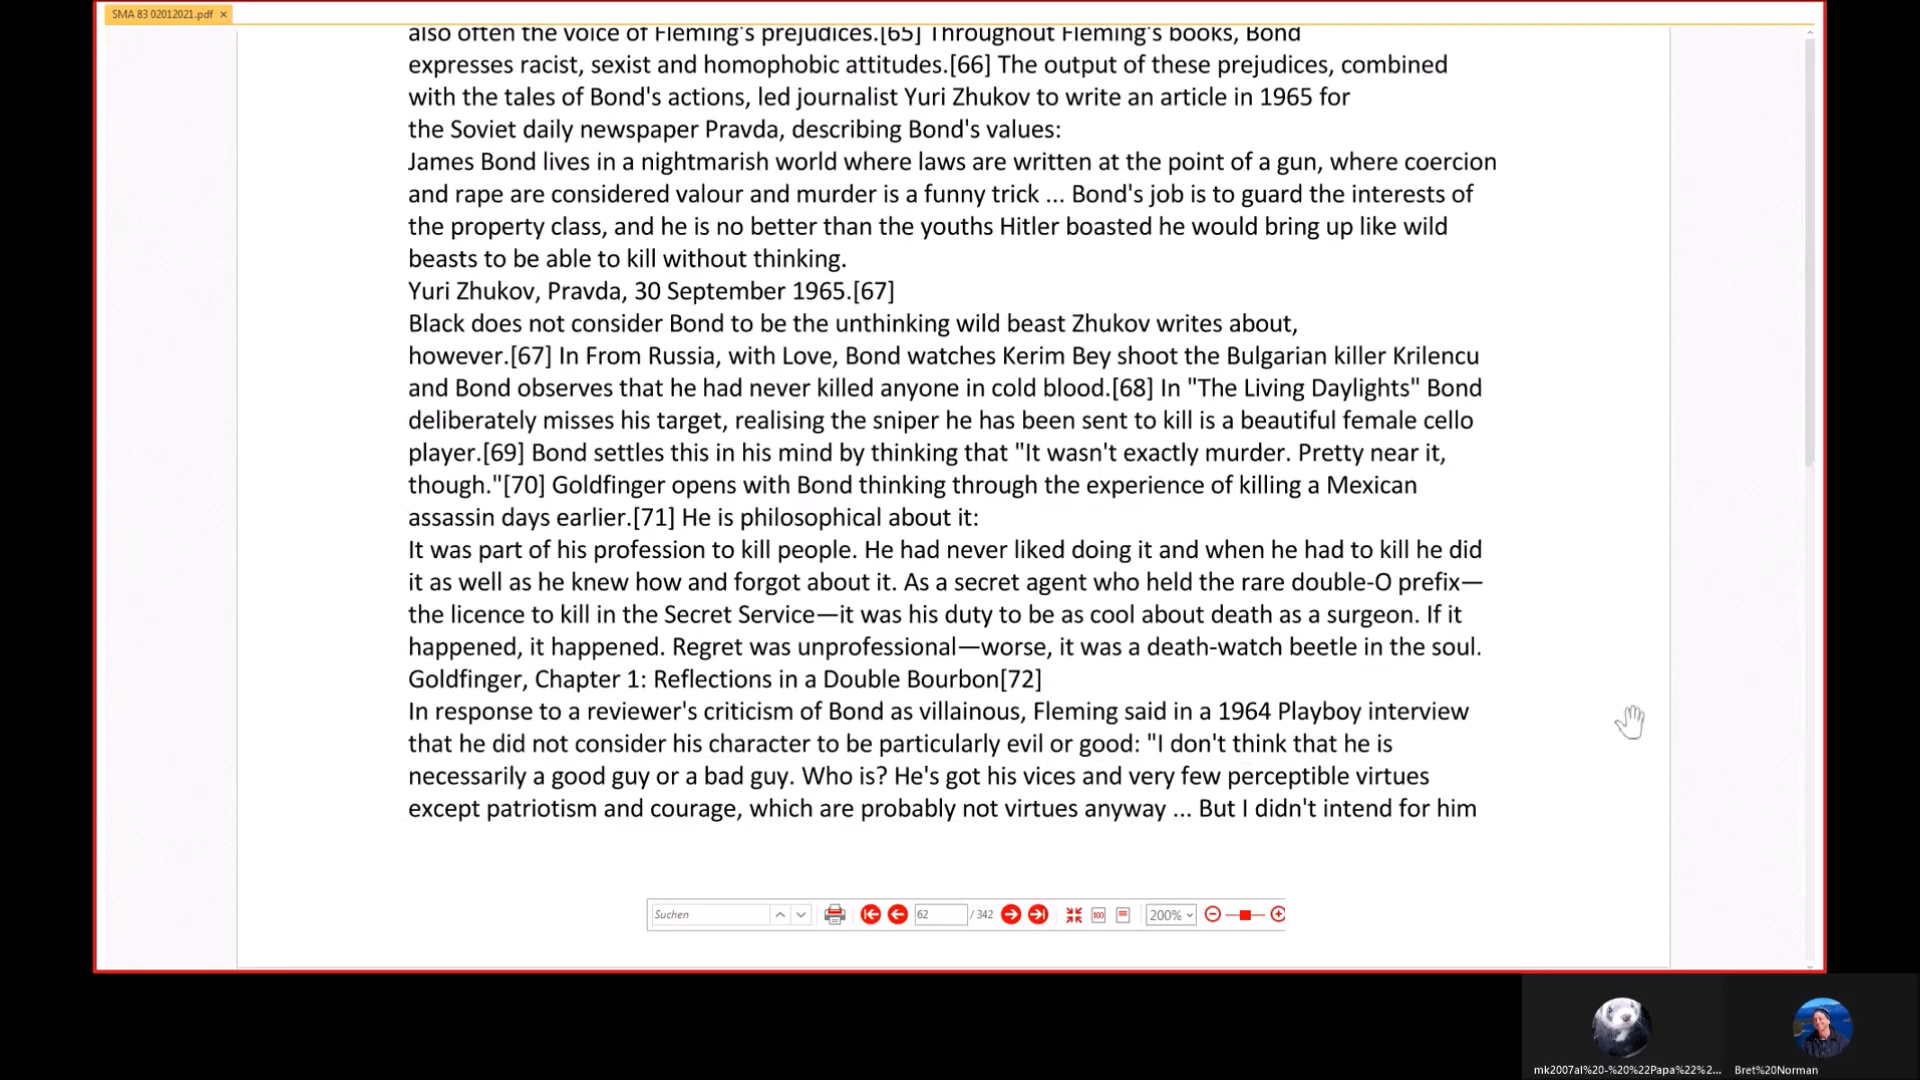 SMA 83 02012021.pdf ×
also often the voice of Fleming's prejudices.[65] Throughout Fleming's books, Bond
expresses racist, sexist and homophobic attitudes.[66] The output of these prejudices, combined
with the tales of Bond's actions, led journalist Yuri Zhukov to write an article in 1965 for
the Soviet daily newspaper Pravda, describing Bond's values:
James Bond lives in a nightmarish world where laws are written at the point of a gun, where coercion
and rape are considered valour and murder is a funny trick ... Bond's job is to guard the interests of
the property class, and he is no better than the youths Hitler boasted he would bring up like wild
beasts to be able to kill without thinking.
Yuri Zhukov, Pravda, 30 September 1965.[67]
Black does not consider Bond to be the unthinking wild beast Zhukov writes about,
however.[67] In From Russia, with Love, Bond watches Kerim Bey shoot the Bulgarian killer Krilencu
and Bond observes that he had never killed anyone in cold blood.[68] In "The Living Daylights" Bond
deliberately misses his target, realising the sniper he has been sent to kill is a beautiful female cello
player.[69] Bond settles this in his mind by thinking that "It wasn't exactly murder. Pretty near it,
though."[70] Goldfinger opens with Bond thinking through the experience of killing a Mexican
assassin days earlier.[71] He is philosophical about it:
It was part of his profession to kill people. He had never liked doing it and when he had to kill he did
it as well as he knew how and forgot about it. As a secret agent who held the rare double-O prefix—
the licence to kill in the Secret Service—it was his duty to be as cool about death as a surgeon. If it
happened, it happened. Regret was unprofessional—worse, it was a death-watch beetle in the soul.
Goldfinger, Chapter 1: Reflections in a Double Bourbon[72]
In response to a reviewer's criticism of Bond as villainous, Fleming said in a 1964 Playboy interview
that he did not consider his character to be particularly evil or good: "I don't think that he is
necessarily a good guy or a bad guy. Who is? He's got his vices and very few perceptible virtues
except patriotism and courage, which are probably not virtues anyway ... But I didn't intend for him
Suchen 62 / 342 100 200%
mk2007al%20-%20%22Papa%22%2... Bret%20Norman